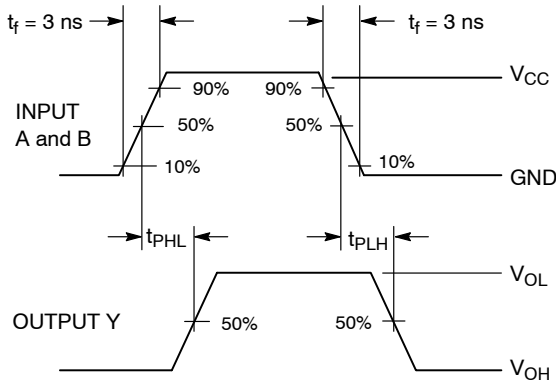 tf = 3 ns
tf = 3 ns
VCC
90%
90%
INPUT
A and B
50%
50%
10%
10%
GND
tPHL
tPLH
VOL
OUTPUT Y
50%
50%
VOH